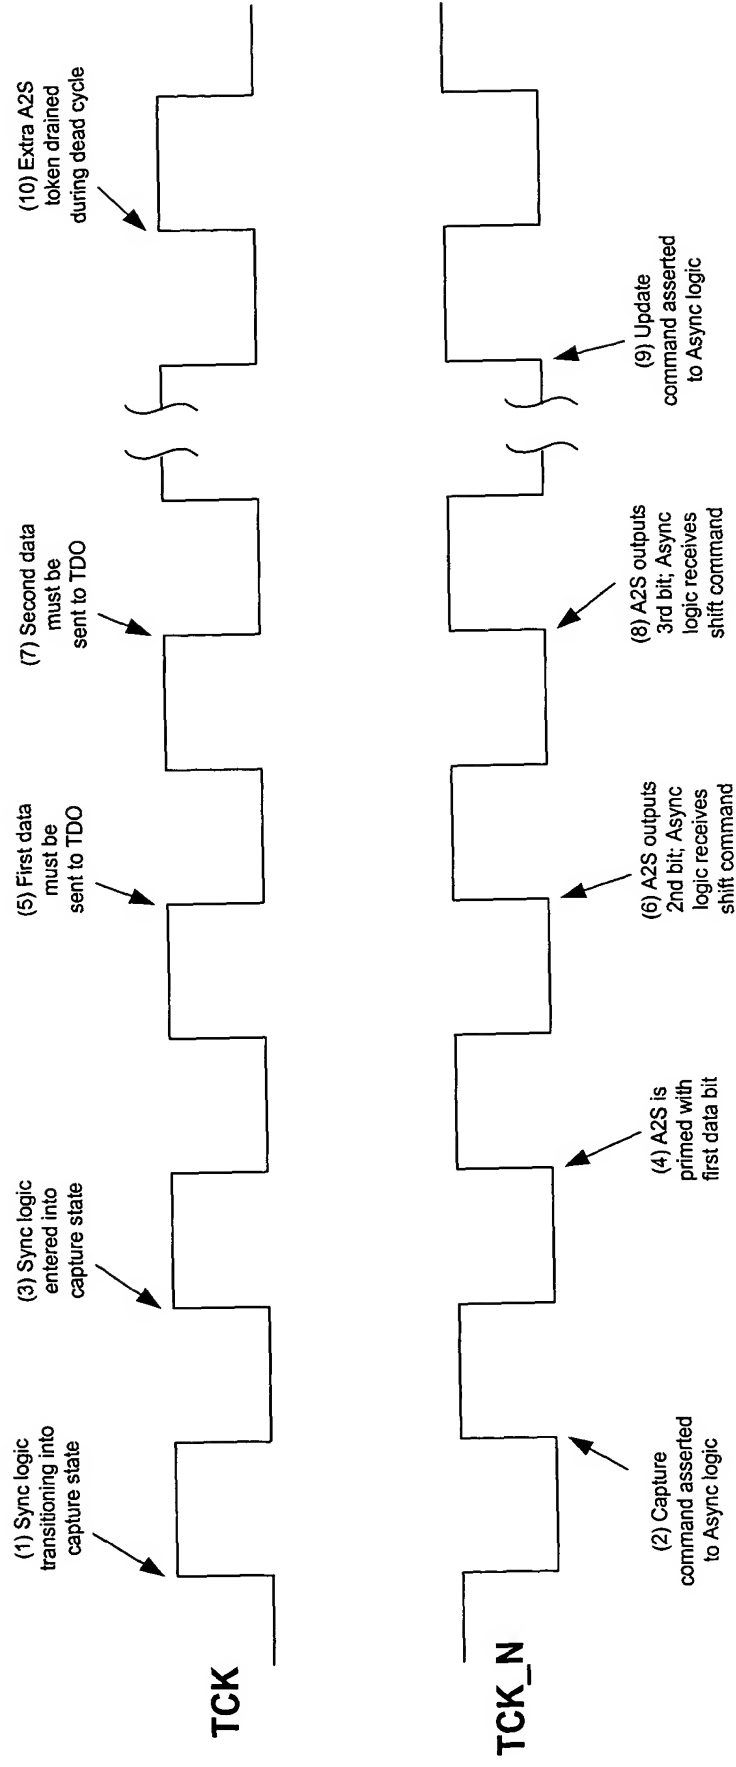 TCK
(1) Sync logic
transitioning into
capture state
(3) Sync logic
entered into
capture state
(5) First data
must be
sent to TDO
(7) Second data
must be
sent to TDO
(10) Extra A2S
token drained
during dead cycle
TCK_N
(2) Capture
command asserted
to Async logic
(4) A2S is
primed with
first data bit
(6) A2S outputs
2nd bit; Async
logic receives
shift command
(8) A2S outputs
3rd bit; Async
logic receives
shift command
(9) Update
command asserted
to Async logic